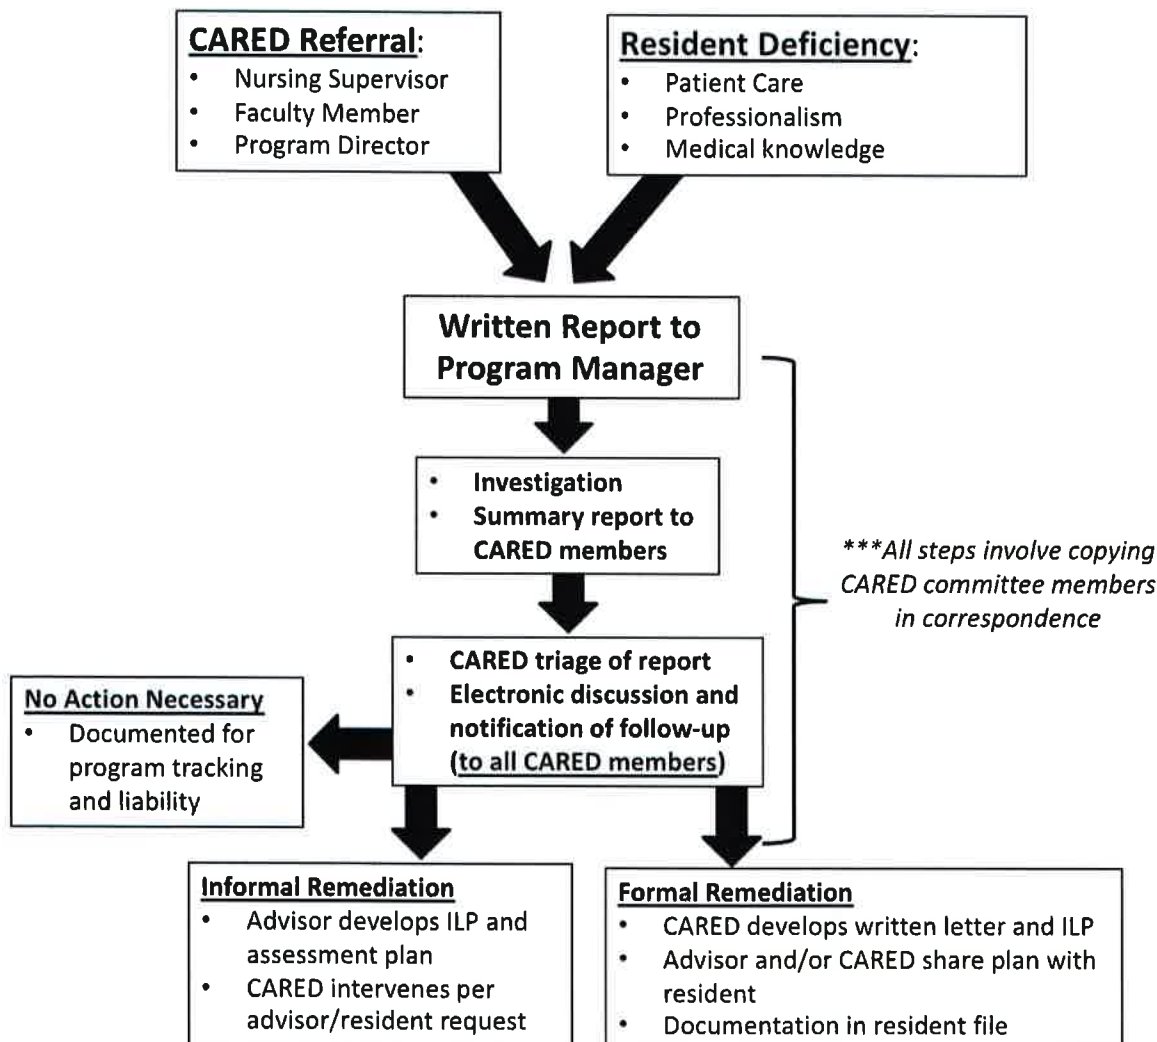 CARED Referral:
• Nursing Supervisor
• Faculty Member
• Program Director
Resident Deficiency:
• Patient Care
• Professionalism
• Medical knowledge
Written Report to
Program Manager
• Investigation
• Summary report to
CARED members
***All steps involve copying
CARED committee members
in correspondence
• CARED triage of report
• Electronic discussion and
notification of follow-up
(to all CARED members)
No Action Necessary
• Documented for
program tracking
and liability
Informal Remediation
• Advisor develops ILP and
assessment plan
• CARED intervenes per
advisor/resident request
Formal Remediation
• CARED develops written letter and ILP
• Advisor and/or CARED share plan with
resident
• Documentation in resident file